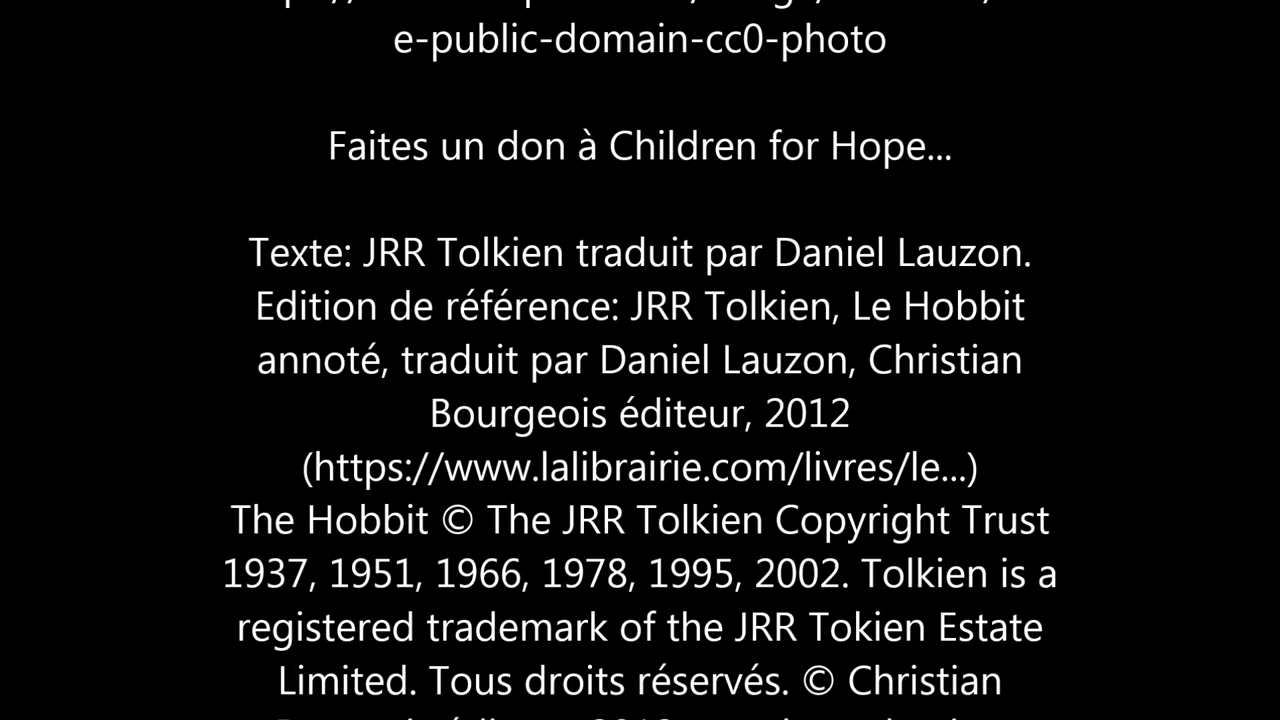 e-public-domain-cc0-photo
Faites un don à Children for Hope...
Texte: JRR Tolkien traduit par Daniel Lauzon.
Edition de référence: JRR Tolkien, Le Hobbit
annoté, traduit par Daniel Lauzon, Christian
Bourgeois éditeur, 2012
(https://www.lalibrairie.com/livres/le...)
The Hobbit © The JRR Tolkien Copyright Trust
1937, 1951, 1966, 1978, 1995, 2002. Tolkien is a
registered trademark of the JRR Tokien Estate
Limited. Tous droits réservés. © Christian